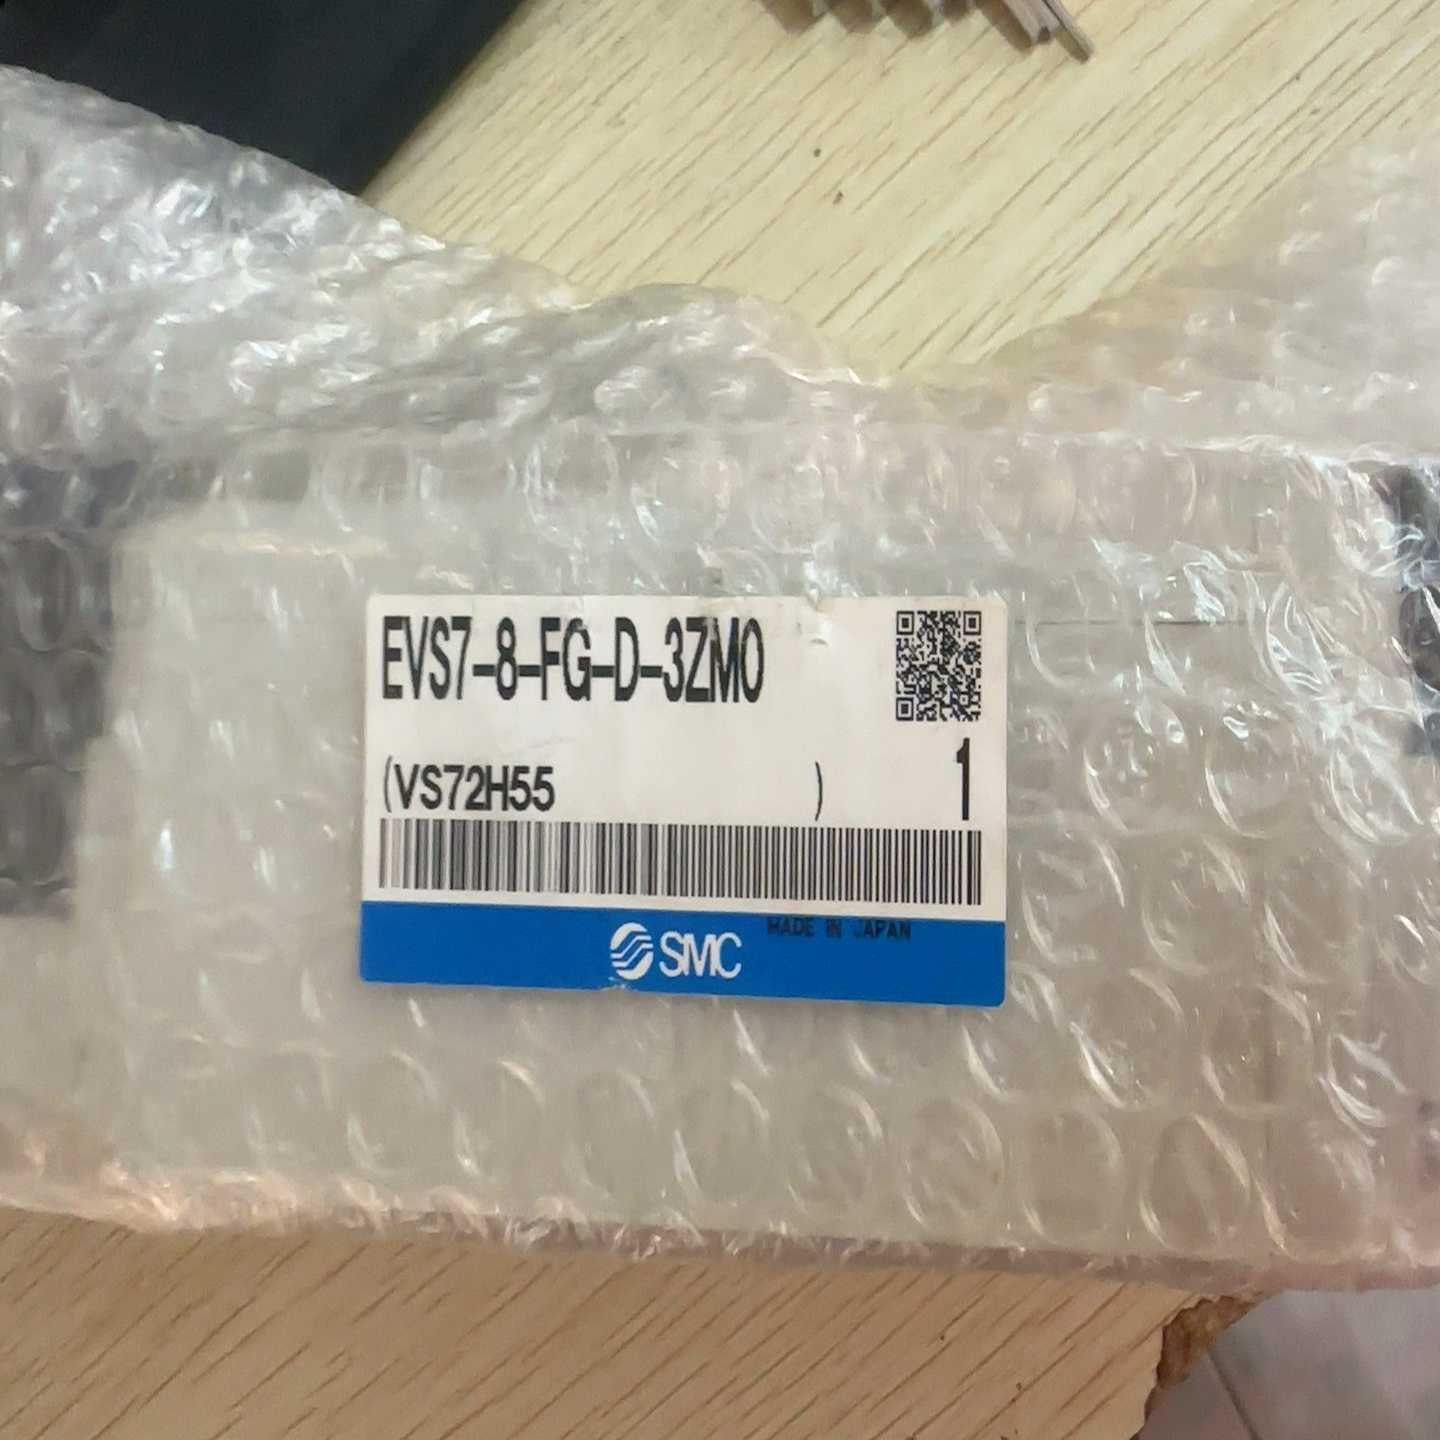 EVS7-8-FG-D-3ZM0
(VS72H55 ) 1
SMC MADE IN JAPAN